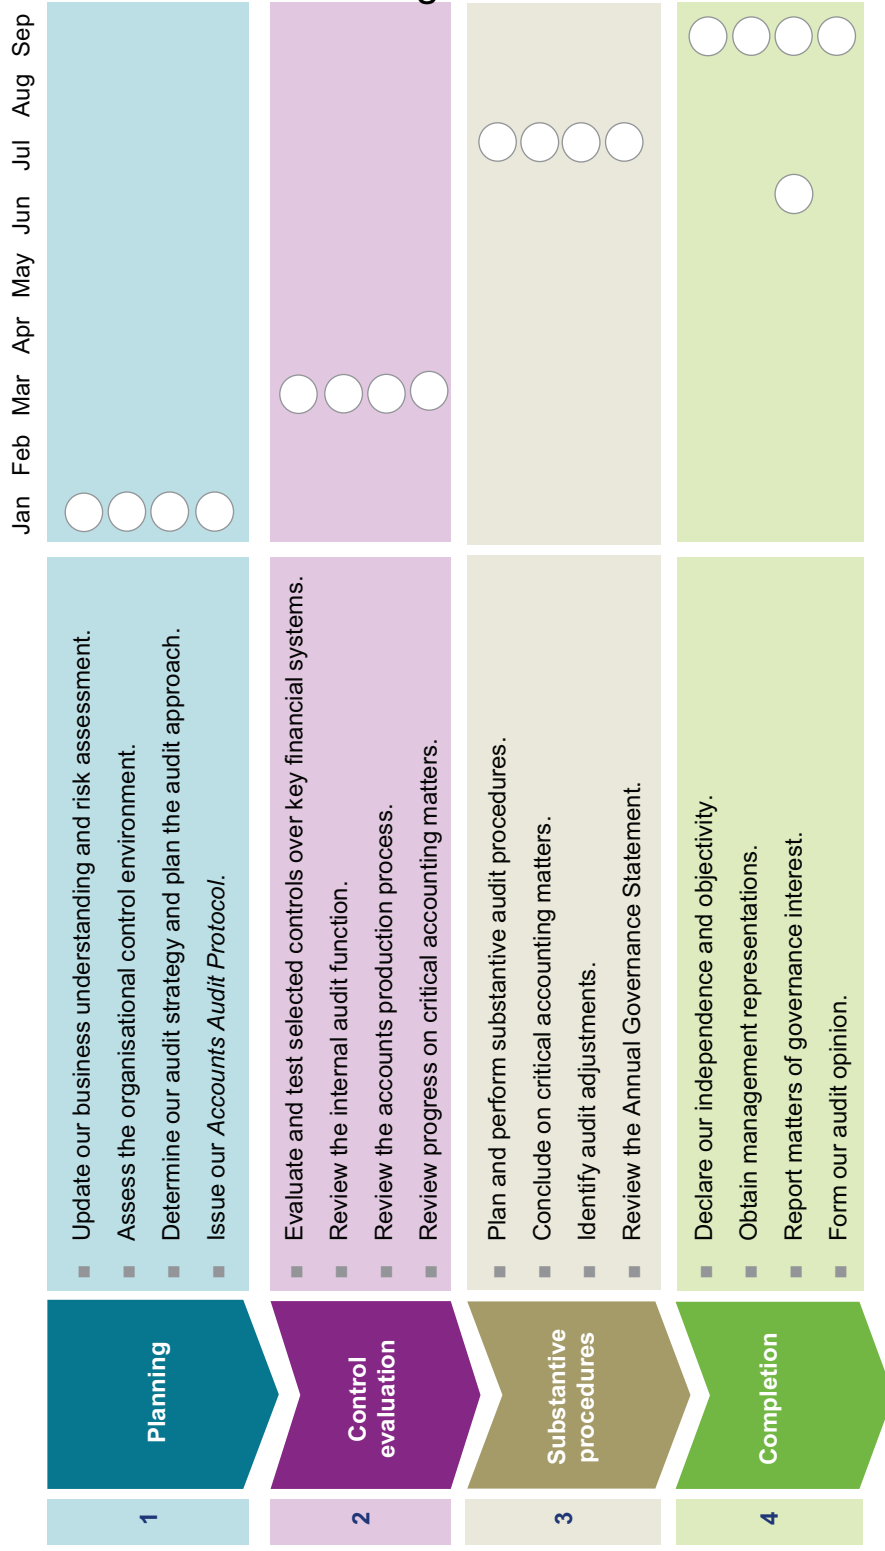 Jan Feb Mar Apr May Jun Jul Aug Sep
1
Planning
Update our business understanding and risk assessment.
Assess the organisational control environment.
Determine our audit strategy and plan the audit approach.
Issue our Accounts Audit Protocol.
2
Control
evaluation
Evaluate and test selected controls over key financial systems.
Review the internal audit function.
Review the accounts production process.
Review progress on critical accounting matters.
3
Substantive
procedures
Plan and perform substantive audit procedures.
Conclude on critical accounting matters.
Identify audit adjustments.
Review the Annual Governance Statement.
4
Completion
Declare our independence and objectivity.
Obtain management representations.
Report matters of governance interest.
Form our audit opinion.